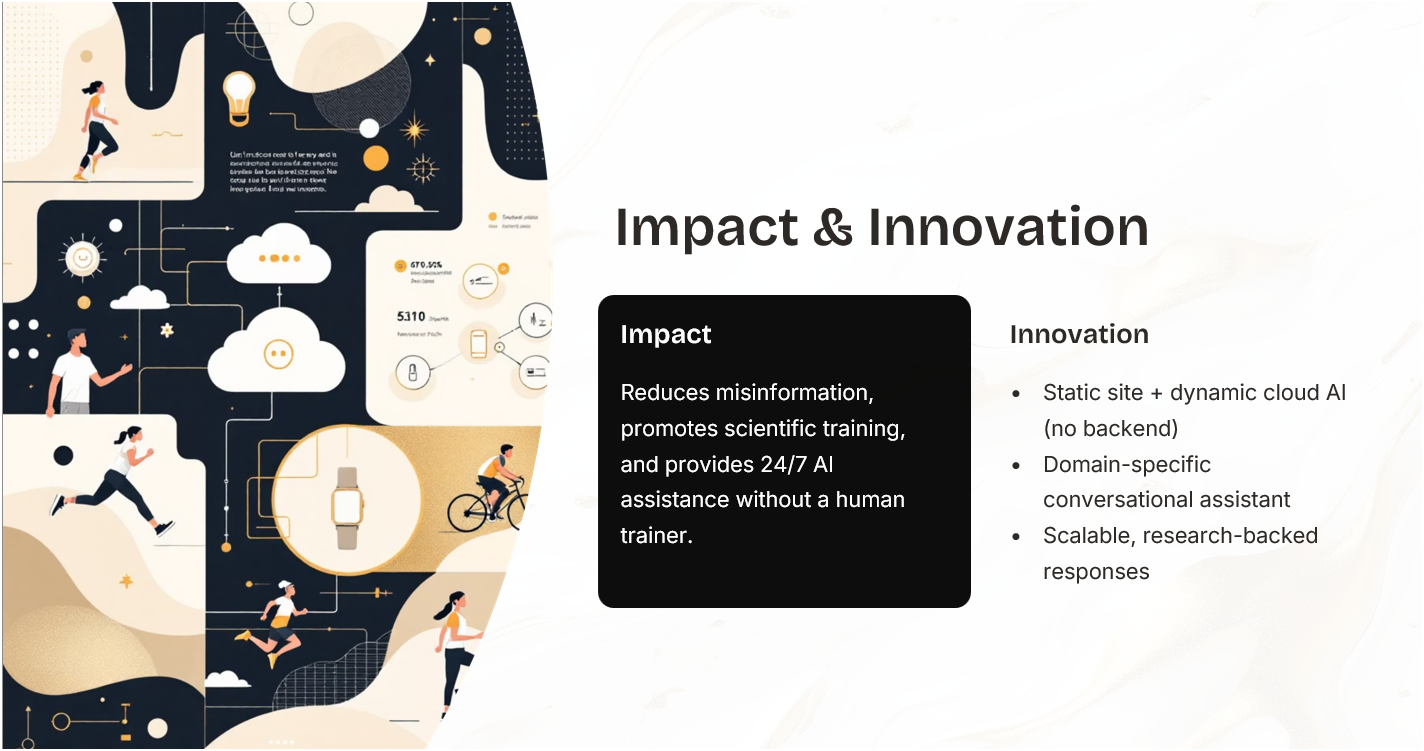 Impact & Innovation
Impact
Reduces misinformation,
promotes scientific training,
and provides 24/7 AI
assistance without a human
trainer.
Innovation
• Static site + dynamic cloud AI
(no backend)
• Domain-specific
conversational assistant
• Scalable, research-backed
responses